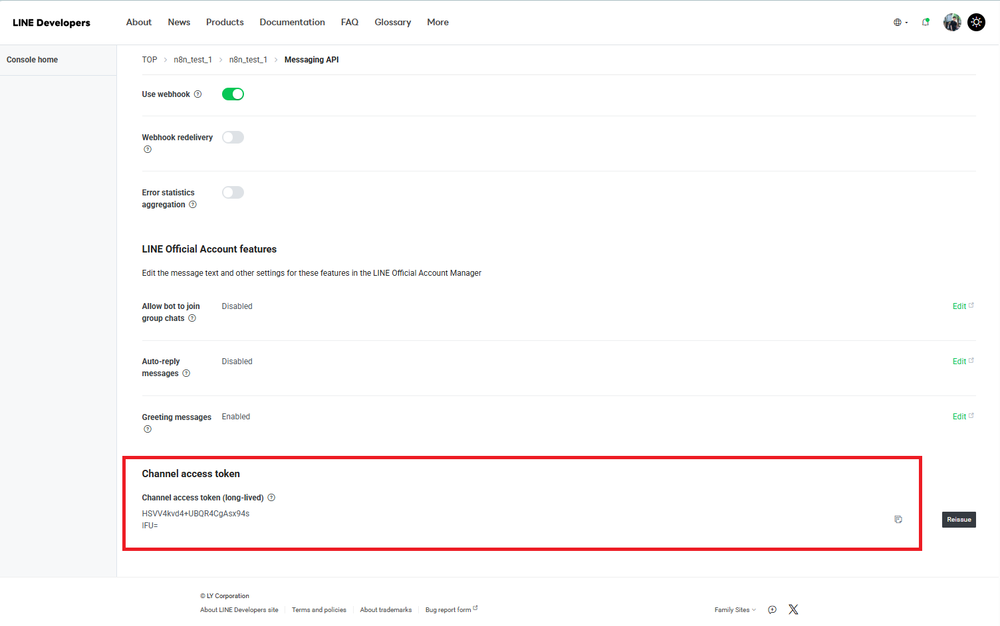 LINE Developers
About News Products Documentation FAQ Glossary More
Console home
TOP > n8n_test_1 > n8n_test_1 > Messaging API
Use webhook
Webhook redelivery
Error statistics
aggregation
LINE Official Account features
Edit the message text and other settings for these features in the LINE Official Account Manager
Allow bot to join
group chats
Disabled
Edit
Auto-reply
messages
Disabled
Edit
Greeting messages
Enabled
Edit
Channel access token
Channel access token (long-lived)
HSVV4kvd4+UBQR4CgAsx94s
IFU=
Reissue
© LY Corporation
About LINE Developers site Terms and policies About trademarks Bug report form
Family Sites